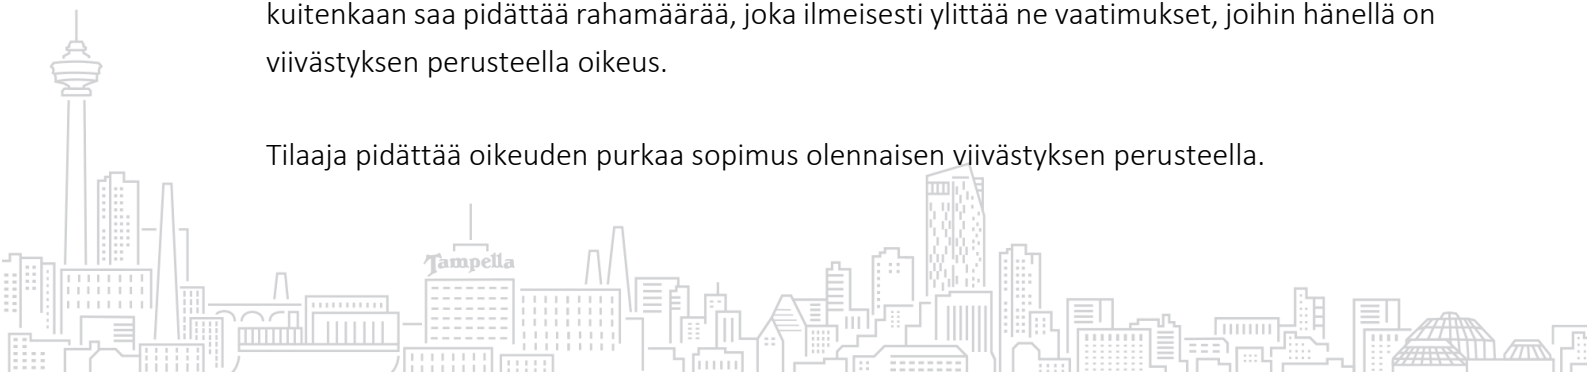 kuitenkaan saa pidättää rahamäärää, joka ilmeisesti ylittää ne vaatimukset, joihin hänellä on
viivästyksen perusteella oikeus.
Tilaaja pidättää oikeuden purkaa sopimus olennaisen viivästyksen perusteella.
Tampella